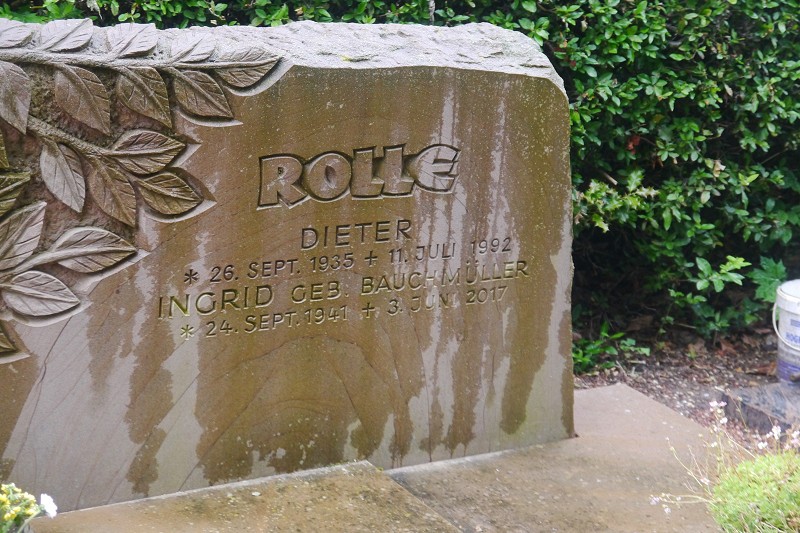 ROLLE
DIETER
* 26. SEPT. 1935 + 11. JULI 1992
INGRID GEB. BAUCHMÜLLER
* 24. SEPT. 1941 + 3. JUNI 2017